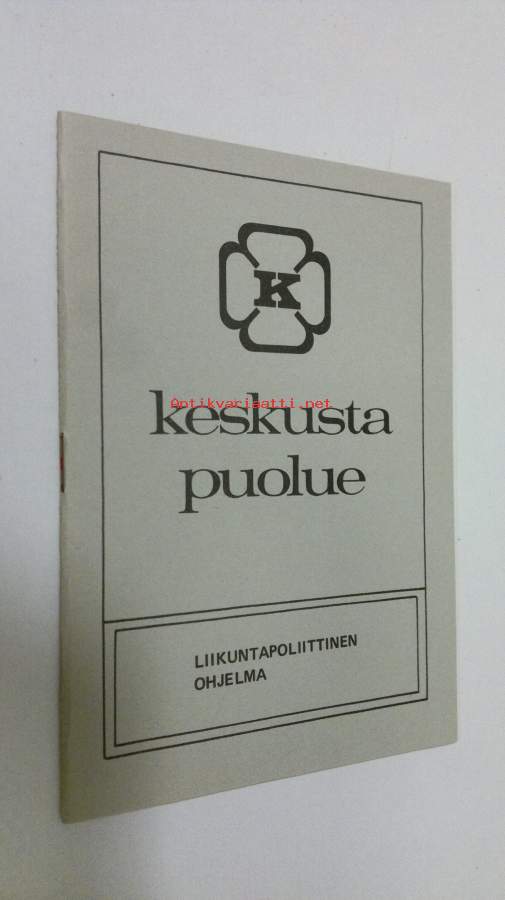 K
keskusta
Antikvariaatti.net
puolue
LIIKUNTAPOLIITTINEN
OHJELMA